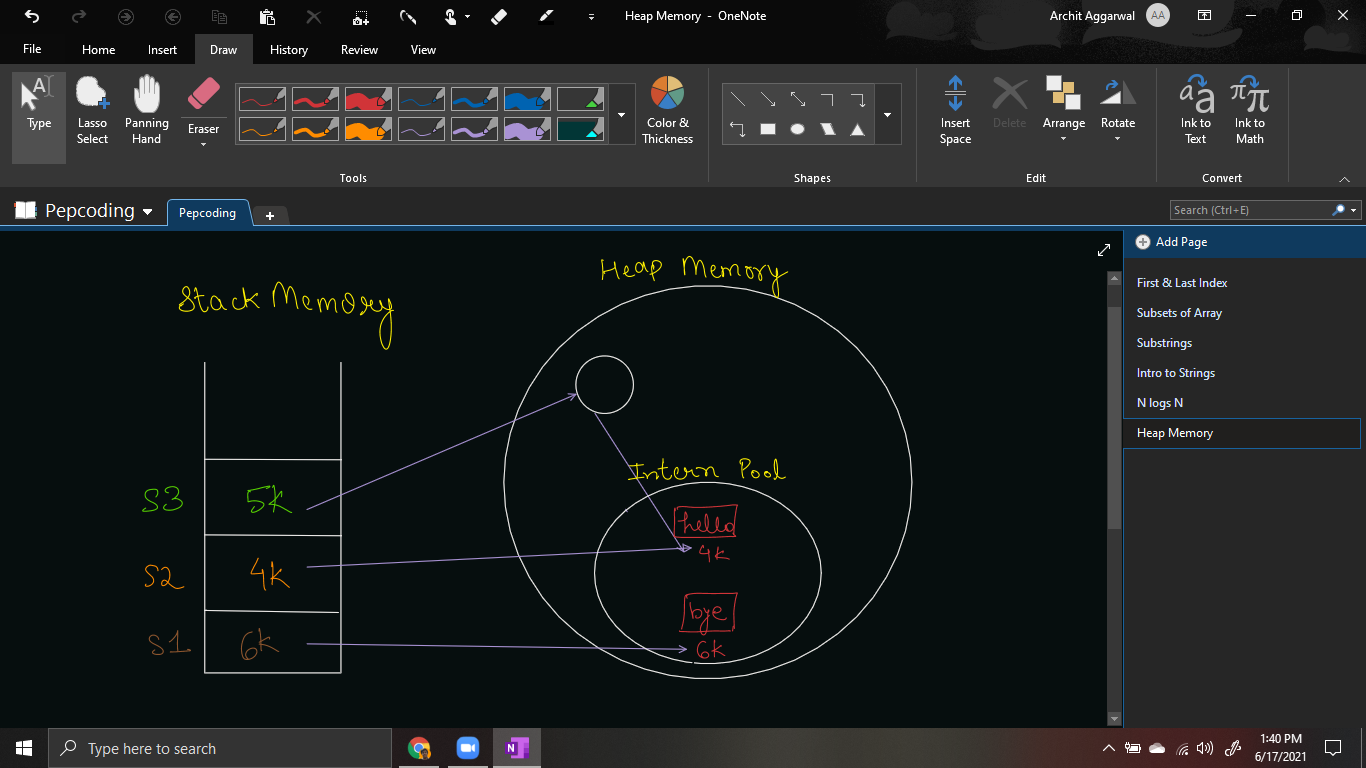 Heap Memory - OneNote
Archit Aggarwal
AA
File
Home
Insert
Draw
History
Review
View
Type
Lasso
Select
Panning
Hand
Eraser
Color &
Thickness
Insert
Space
Delete
Arrange
Rotate
Ink to
Text
Ink to
Math
Tools
Shapes
Edit
Convert
Pepcoding
Pepcoding
Search (Ctrl+E)
Add Page
First & Last Index
Subsets of Array
Substrings
Intro to Strings
N logs N
Heap Memory
Stack Memory
Heap Memory
Intern Pool
S3 5K
hello
4K
S2 4K
bye
S1 6K
6K
Type here to search
1:40 PM
6/17/2021